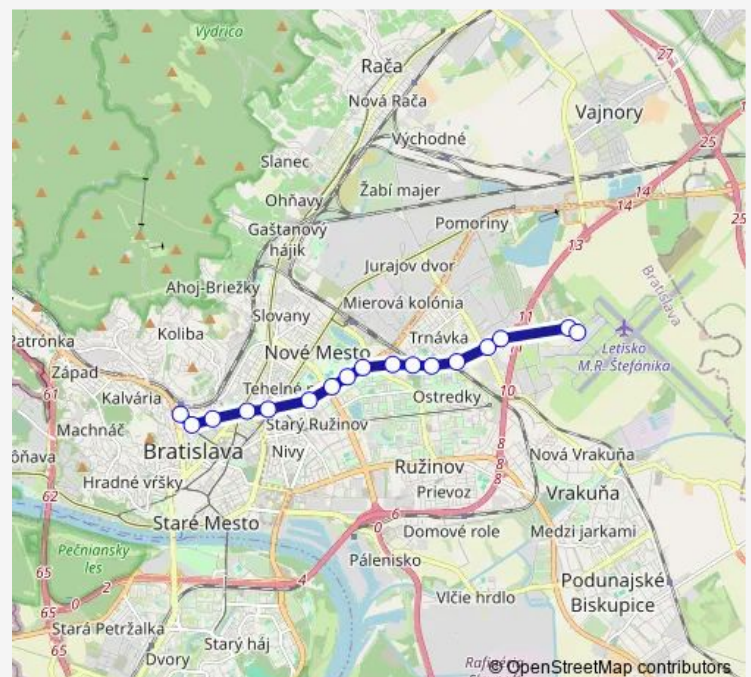 Vydrica
Rača
27
Nová Rača
Vajnory
Východné
25
Slanec
Žabí majer
14
14
Ohňavy
25
Gaštanový
hájik
Pomoriny
13
Jurajov dvor
Bratislava
Ahoj-Briežky
Mierová kolónia
Slovany
11
Koliba
Patrónka
Trnávka
Nové Mesto
Letisko
M.R. Štefánika
Západ
61
Tehelné
10
Kalvária
Ostredky
Starý Ružinov
Machnáč
8
Bratislava
Nivy
Nová Vrakuňa
Ružinov
8
Hradné vŕšky
8
Prievoz
Vrakuňa
62
6
Staré Mesto
0
Domové role
Medzi jarkami
Pečniansky
les
Pálenisko
65
4
Podunajské
Biskupice
2
0
Vlčie hrdlo
65
Stará Petržalka
Starý háj
Dvory
© OpenStreetMap contributors